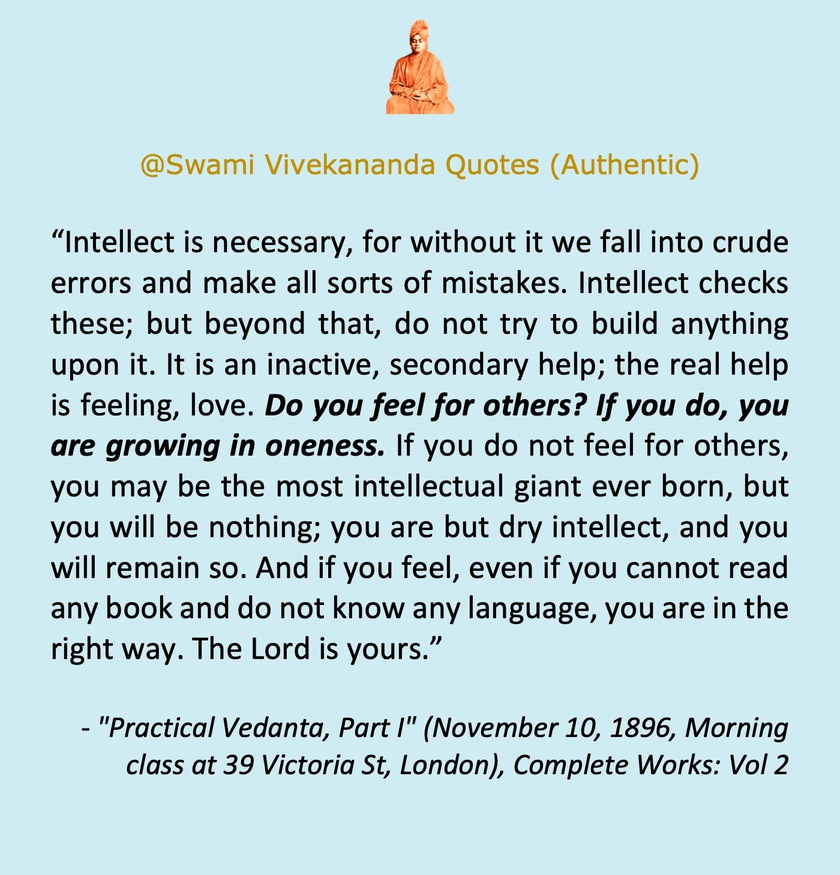 @Swami Vivekananda Quotes (Authentic)
“Intellect is necessary, for without it we fall into crude
errors and make all sorts of mistakes. Intellect checks
these; but beyond that, do not try to build anything
upon it. It is an inactive, secondary help; the real help
is feeling, love. Do you feel for others? If you do, you
are growing in oneness. If you do not feel for others,
you may be the most intellectual giant ever born, but
you will be nothing; you are but dry intellect, and you
will remain so. And if you feel, even if you cannot read
any book and do not know any language, you are in the
right way. The Lord is yours.”
- "Practical Vedanta, Part I" (November 10, 1896, Morning
class at 39 Victoria St, London), Complete Works: Vol 2